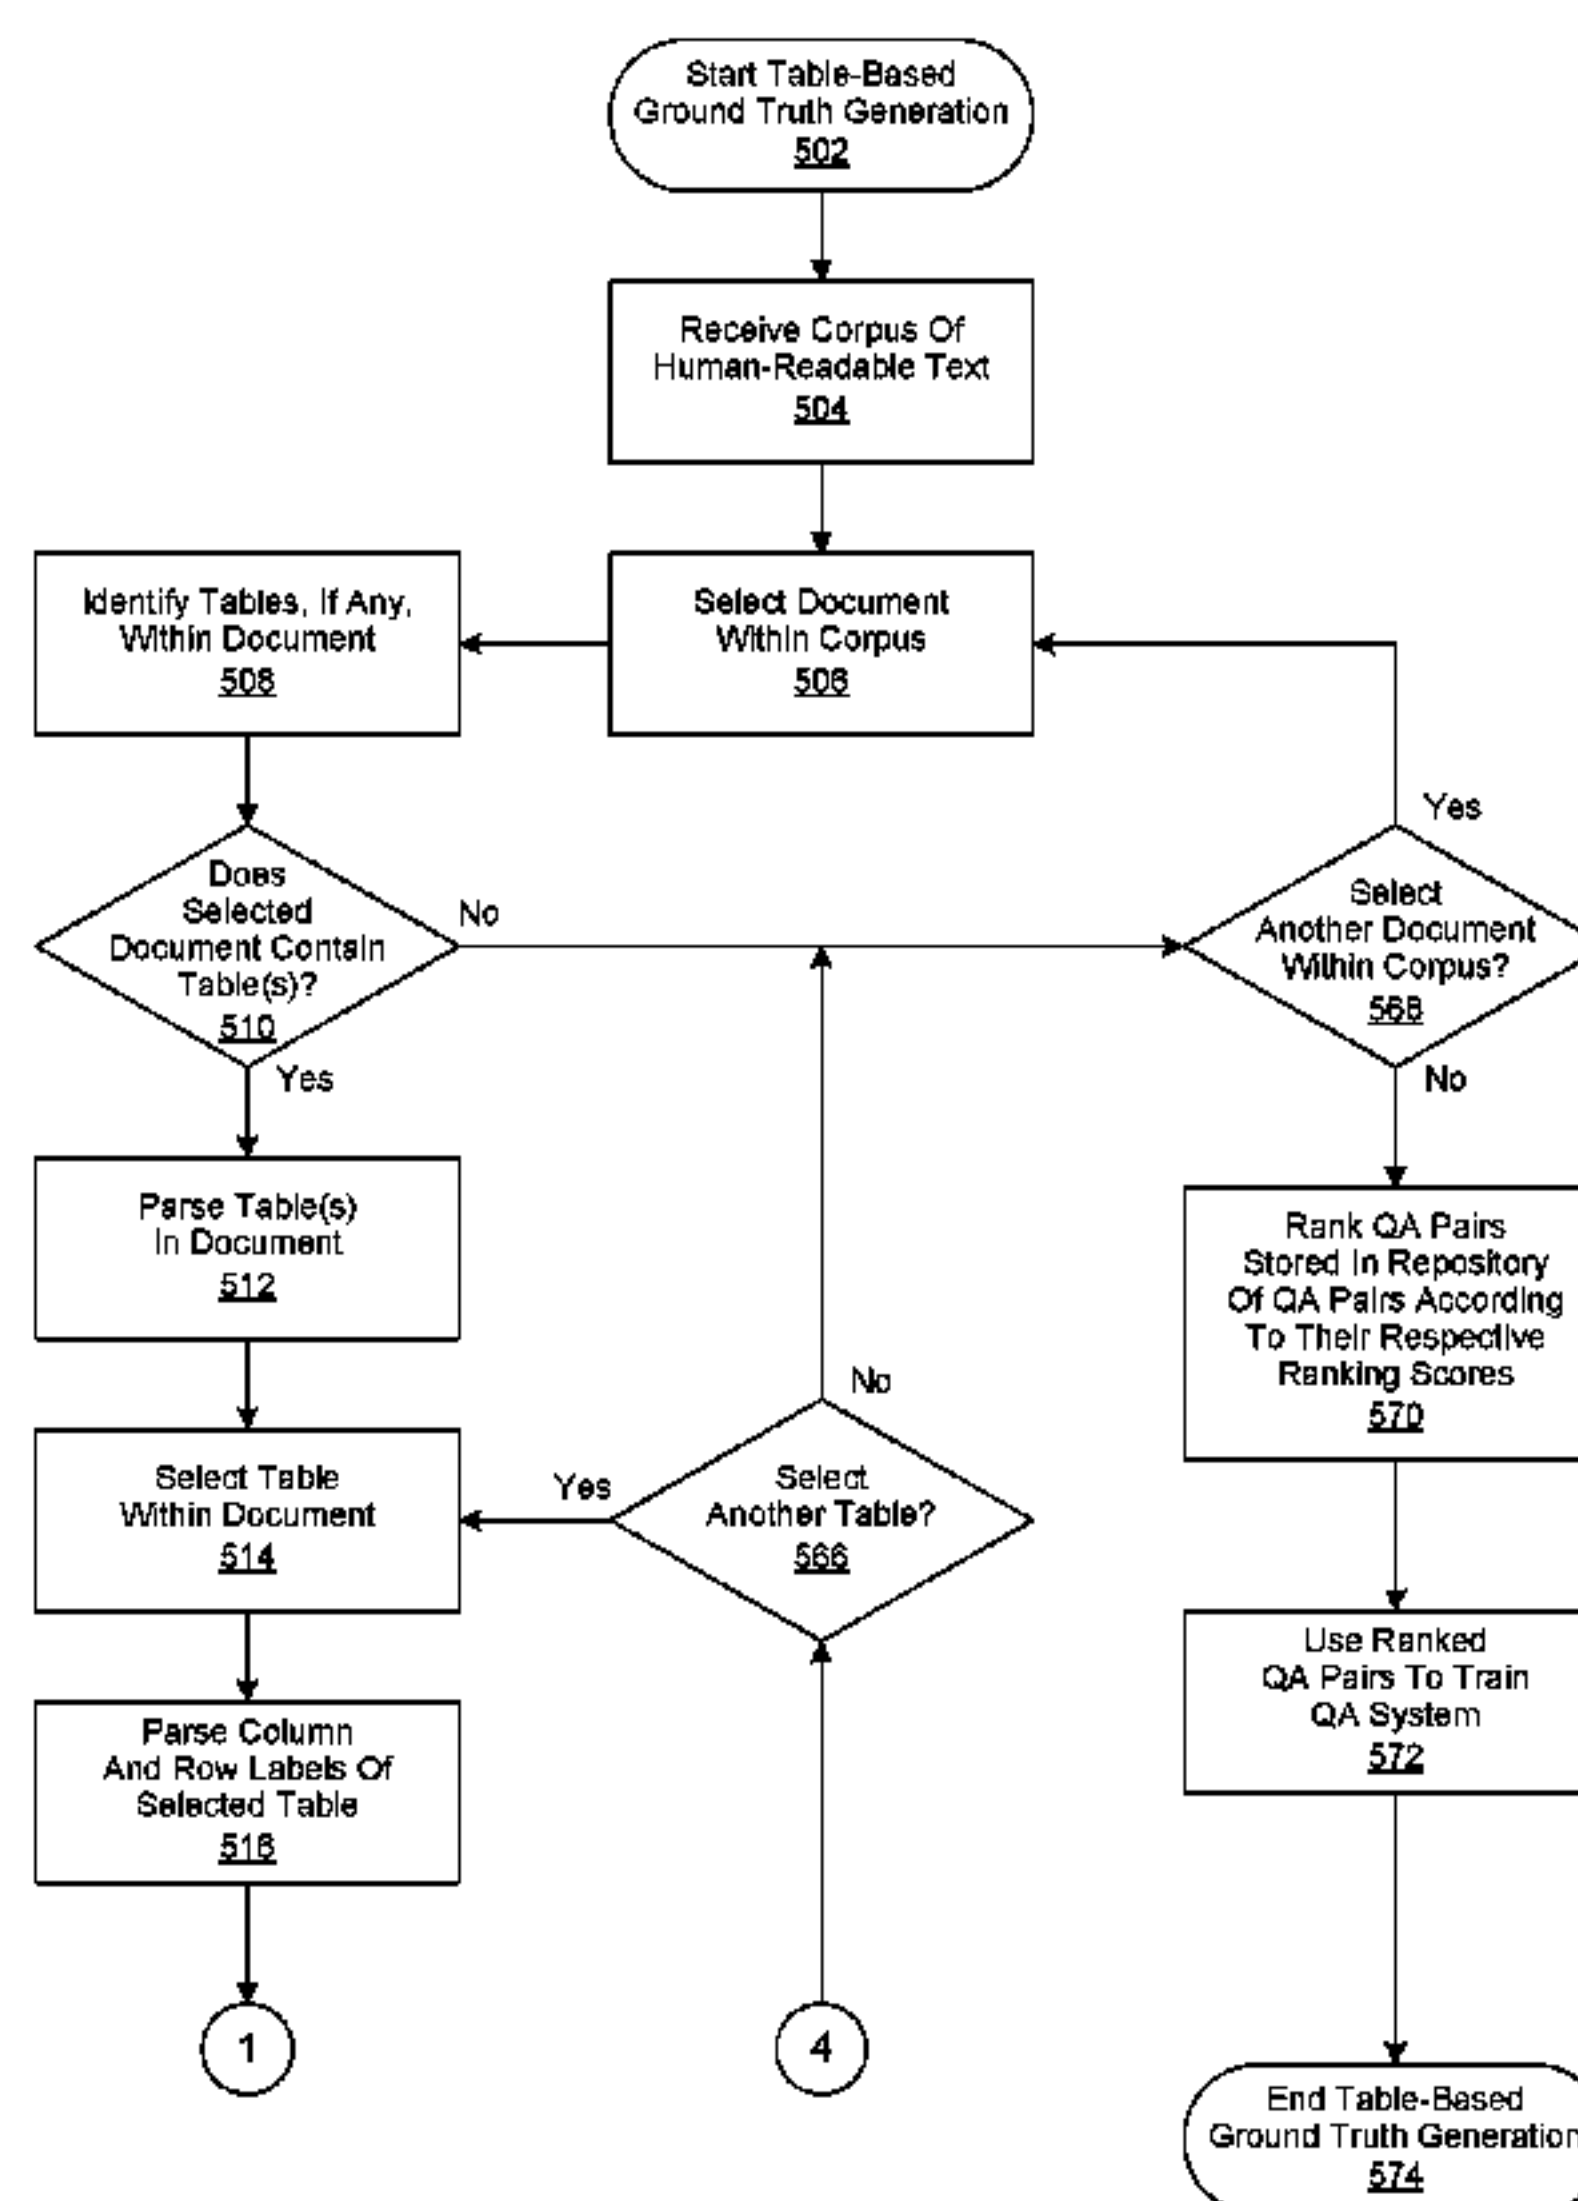 Start Table-Based
Ground Truth Generation
502
Receive Corpus Of
Human-Readable Text
504
Identify Tables, If Any,
Within Document
508
Select Document
Within Corpus
506
Does
Selected
Document Contain
Table(s)?
510
No
Yes
Yes
Select
Another Document
Within Corpus?
568
No
Parse Table(s)
In Document
512
Rank QA Pairs
Stored In Repository
Of QA Pairs According
To Their Respective
Ranking Scores
570
Select Table
Within Document
514
Yes
No
Select
Another Table?
566
Use Ranked
QA Pairs To Train
QA System
572
Parse Column
And Row Labels Of
Selected Table
516
1
4
End Table-Based
Ground Truth Generation
574